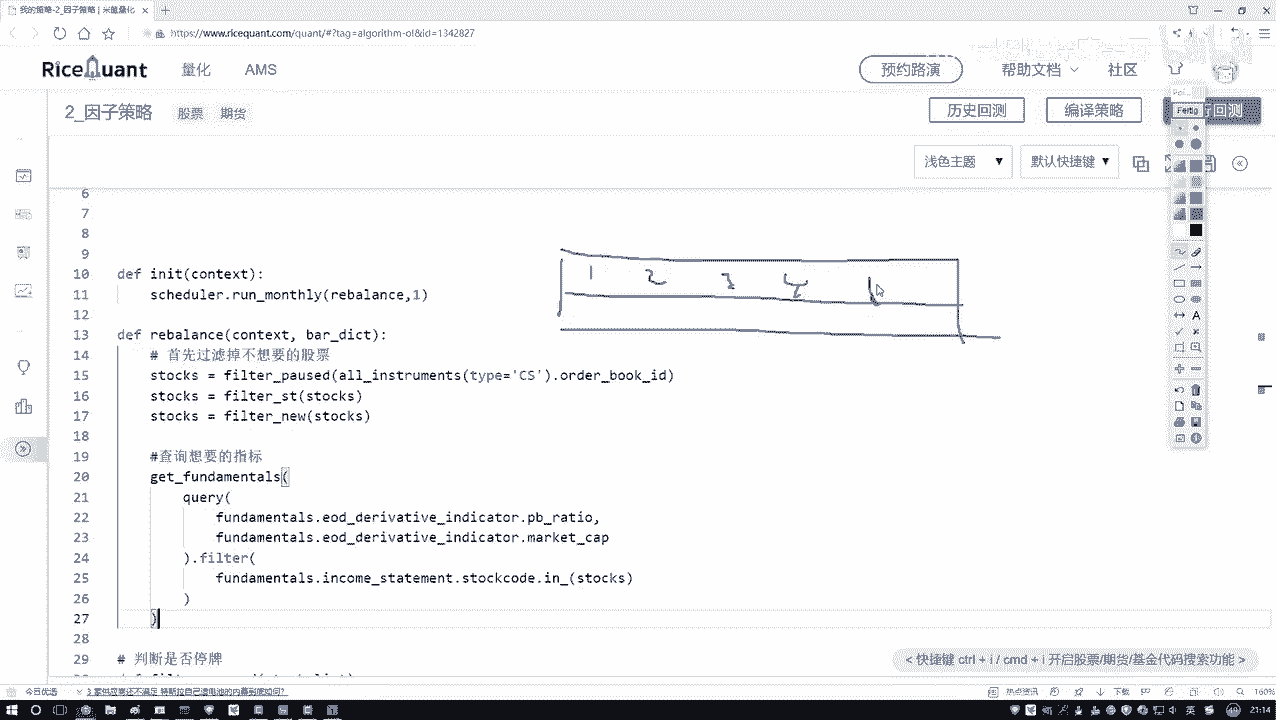 我的策略-2_因子策略 | 米筐量化
https://www.ricequant.com/quant/#?tag=algorithm-ol&id=1342827
RiceQuant 量化 AMS 预约路演 帮助文档 社区
2_因子策略 股票 期货 历史回测 编译策略 回测
Fertig
浅色主题 默认快捷键
6
7
8
9
10 def init(context):
11 scheduler.run_monthly(rebalance,1)
12
13 def rebalance(context, bar_dict):
14 # 首先过滤掉不想要的股票
15 stocks = filter_paused(all_instruments(type='CS').order_book_id)
16 stocks = filter_st(stocks)
17 stocks = filter_new(stocks)
18
19 #查询想要的指标
20 get_fundamentals(
21 query(
22 fundamentals.eod_derivative_indicator.pb_ratio,
23 fundamentals.eod_derivative_indicator.market_cap
24 ).filter(
25 fundamentals.income_statement.stockcode.in_(stocks)
26 )
27 )
28
29 # 判断是否停牌
1 2 3 4
< 快捷键 ctrl + i / cmd + i 开启股票/期货/基金代码搜索功能 >
今日优选
热点资讯 下载 160%
21:14